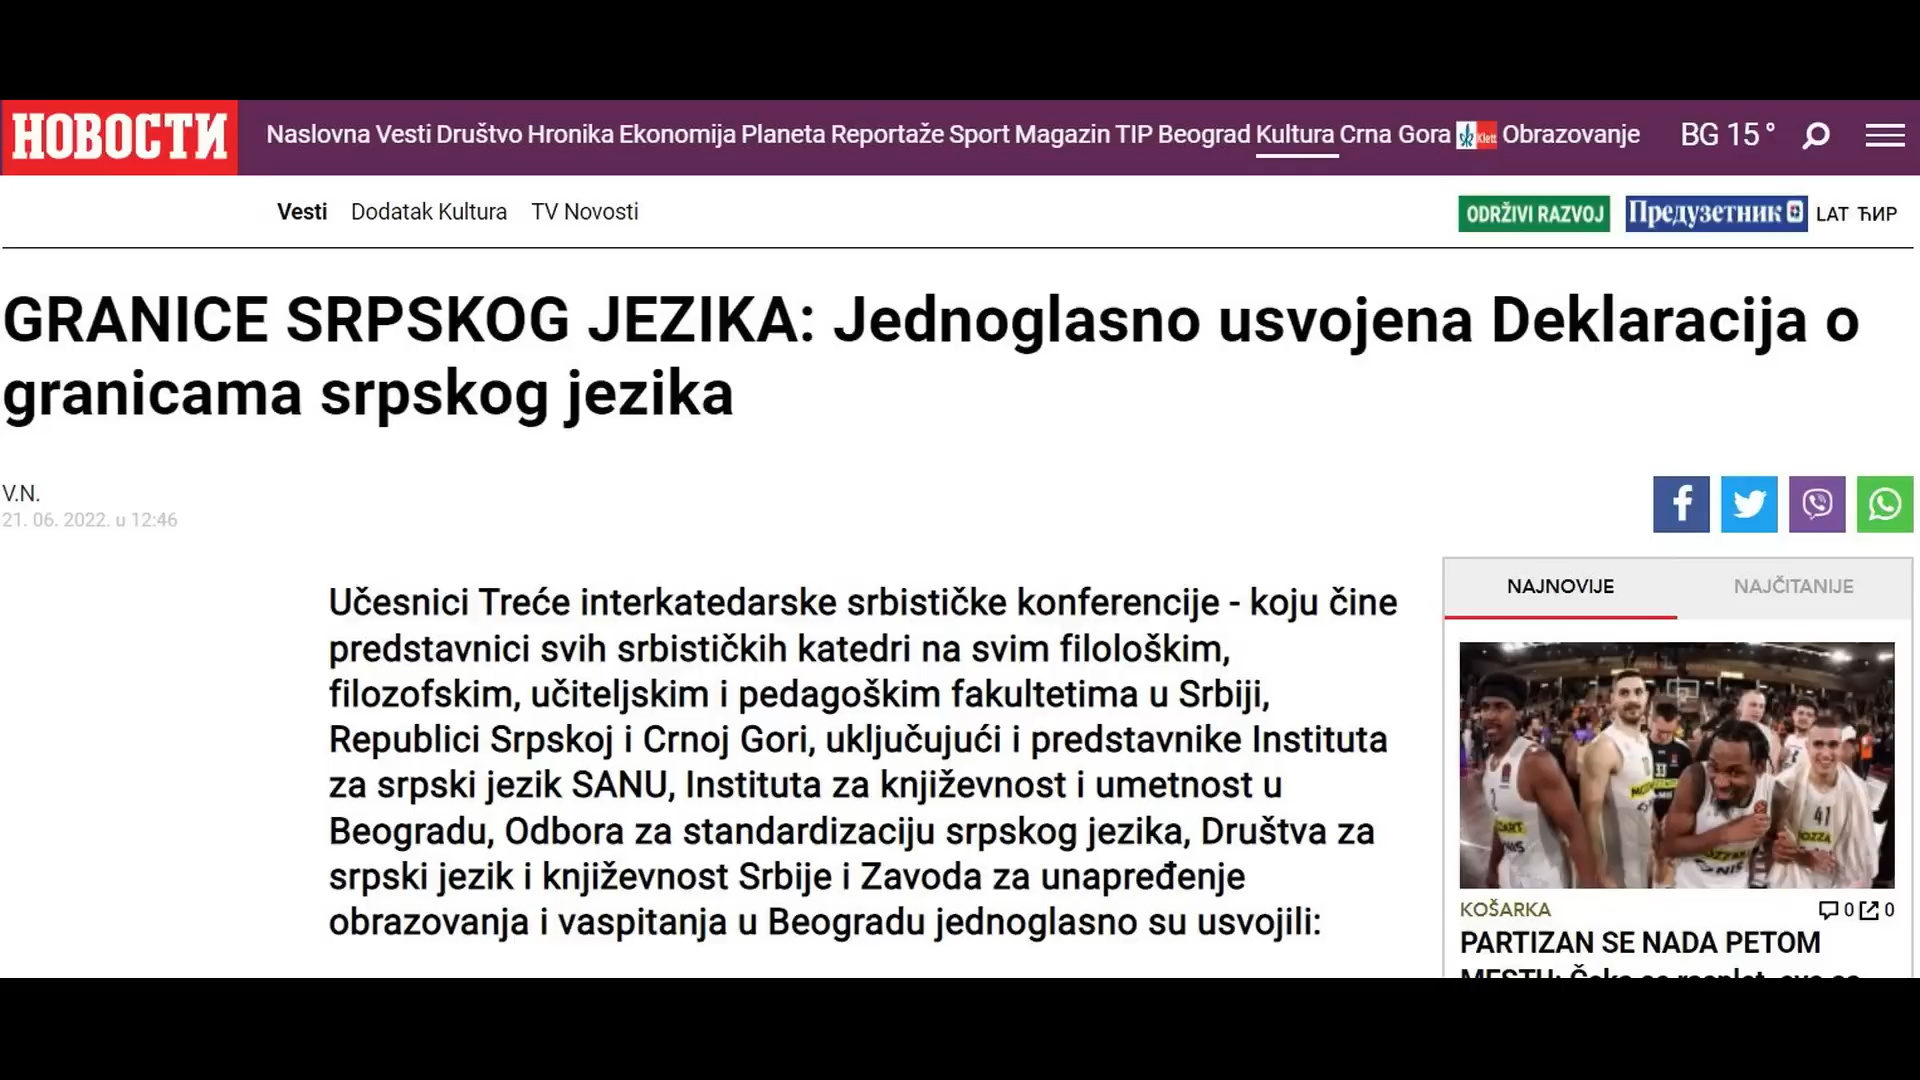 НОВОСТИ
Naslovna Vesti Društvo Hronika Ekonomija Planeta Reportaže Sport Magazin TIP Beograd Kultura Crna Gora Klett Obrazovanje
BG 15°
Vesti Dodatak Kultura TV Novosti
ODRŽIVI RAZVOJ Предузетник LAT ЋИР
GRANICE SRPSKOG JEZIKA: Jednoglasno usvojena Deklaracija o
granicama srpskog jezika
V.N.
21. 06. 2022. u 12:46
Učesnici Treće interkatedarske srbističke konferencije - koju čine
predstavnici svih srbističkih katedri na svim filološkim,
filozofskim, učiteljskim i pedagoškim fakultetima u Srbiji,
Republici Srpskoj i Crnoj Gori, uključujući i predstavnike Instituta
za srpski jezik SANU, Instituta za književnost i umetnost u
Beogradu, Odbora za standardizaciju srpskog jezika, Društva za
srpski jezik i književnost Srbije i Zavoda za unapređenje
obrazovanja i vaspitanja u Beogradu jednoglasno su usvojili:
NAJNOVIJE NAJČITANIJE
33
41
KOŠARKA
0 0
PARTIZAN SE NADA PETOM